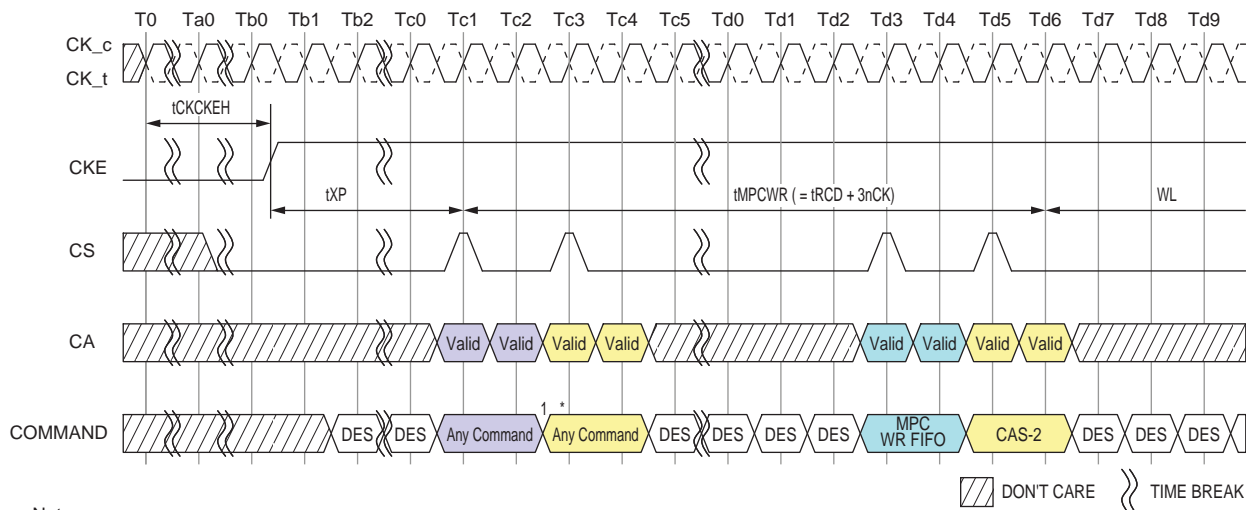 T0 Ta0 Tb0 Tb1 Tb2 Tc0 Tc1 Tc2 Tc3 Tc4 Tc5 Td0 Td1 Td2 Td3 Td4 Td5 Td6 Td7 Td8 Td9
CK_c
CK_t
tCKCKEH
CKE
tXP
tMPCWR ( = tRCD + 3nCK)
WL
CS
CA
Valid Valid Valid Valid Valid Valid Valid Valid
1 *
COMMAND
DES DES Any Command Any Command DES DES DES DES MPC WR FIFO CAS-2 DES DES DES
DON'T CARE
TIME BREAK